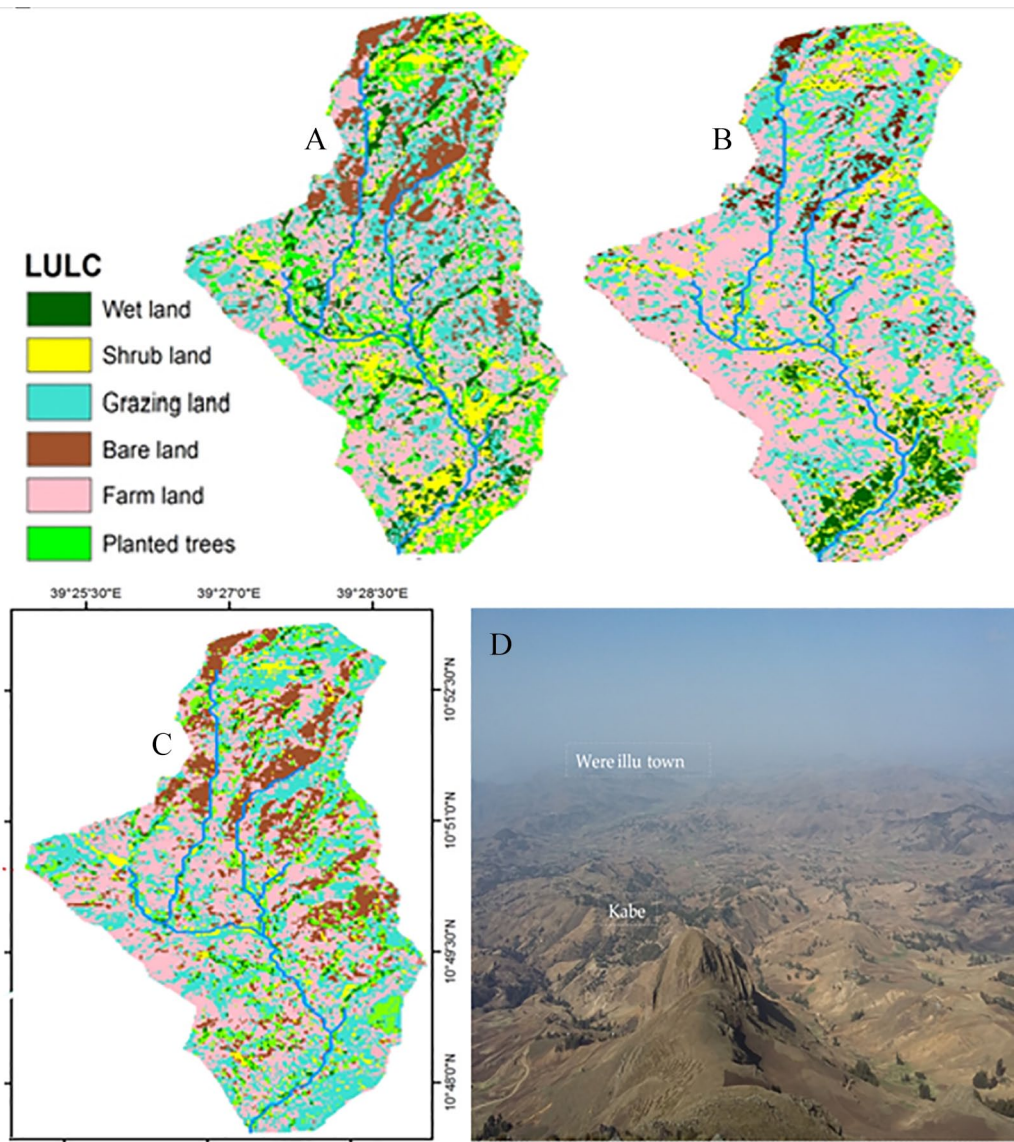 A
B
LULC
Wet land
Shrub land
Grazing land
Bare land
Farm land
Planted trees
39°25'30"E
39°27'0"E
39°28'30"E
C
10°52'30"N
10°51'0"N
10°49'30"N
10°48'0"N
D
Were illu town
Kabe